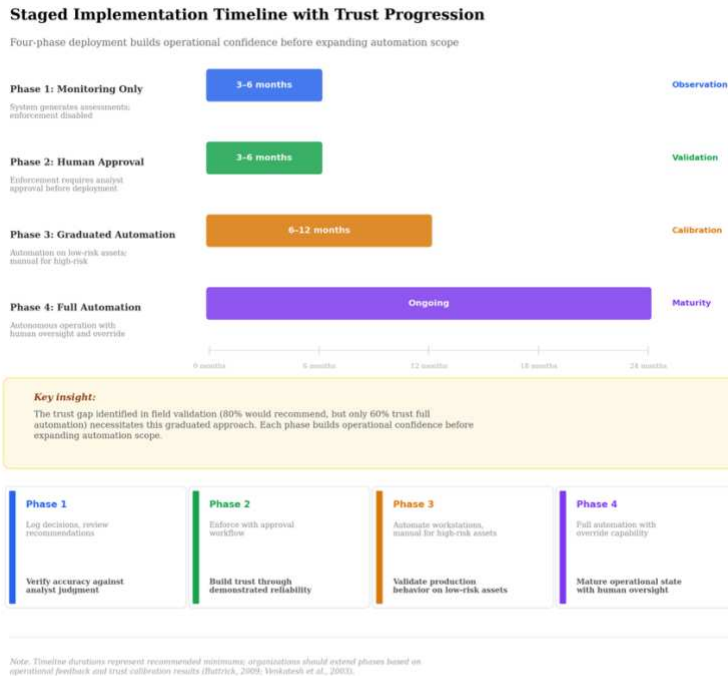 Staged Implementation Timeline with Trust Progression
Four-phase deployment builds operational confidence before expanding automation scope
Phase 1: Monitoring Only
System generates assessments;
enforcement disabled
3–6 months
Observation
Phase 2: Human Approval
Enforcement requires analyst
approval before deployment
3–6 months
Validation
Phase 3: Graduated Automation
Automation on low-risk assets;
manual for high-risk
6–12 months
Calibration
Phase 4: Full Automation
Autonomous operation with
human oversight and override
Ongoing
Maturity
0 months 6 months 12 months 18 months 24 months
Key insight:
The trust gap identified in field validation (80% would recommend, but only 60% trust full
automation) necessitates this graduated approach. Each phase builds operational confidence before
expanding automation scope.
Phase 1
Log decisions, review
recommendations
Verify accuracy against
analyst judgment
Phase 2
Enforce with approval
workflow
Build trust through
demonstrated reliability
Phase 3
Automate workstations,
manual for high-risk assets
Validate production
behavior on low-risk assets
Phase 4
Full automation with
override capability
Mature operational state
with human oversight
Note. Timeline durations represent recommended minimums; organizations should extend phases based on
operational feedback and trust calibration results (Buttrick, 2009; Venkatesh et al., 2003).